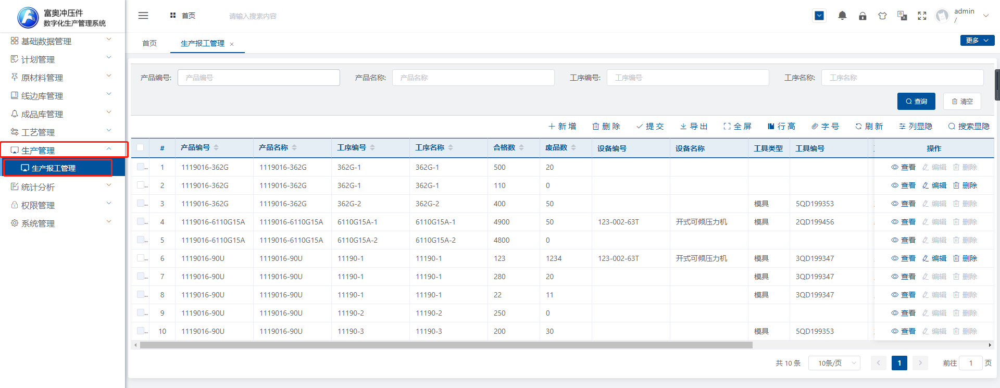 富奥冲压件
数字化生产管理系统
首页
请输入搜索内容
admin
/
基础数据管理
计划管理
原材料管理
线边库管理
成品库管理
工艺管理
生产管理
生产报工管理
统计分析
权限管理
系统管理
首页 生产报工管理 ×
更多
产品编号: 产品编号 产品名称: 产品名称 工序编号: 工序编号 工序名称: 工序名称
查询 清空
新增 删除 提交 导出 全屏 行高 字号 刷新 列显隐 搜索显隐
# 产品编号 产品名称 工序编号 工序名称 合格数 废品数 设备编号 设备名称 工具类型 工具编号 操作
1 1119016-362G 1119016-362G 362G-1 362G-1 500 20 查看 编辑 删除
2 1119016-362G 1119016-362G 362G-1 362G-1 110 0 查看 编辑 删除
3 1119016-362G 1119016-362G 362G-2 362G-2 400 50 模具 5QD199353 查看 编辑 删除
4 1119016-6110G15A 1119016-6110G15A 6110G15A-1 6110G15A-1 4900 50 123-002-63T 开式可倾压力机 模具 2QD199456 查看 编辑 删除
5 1119016-6110G15A 1119016-6110G15A 6110G15A-2 6110G15A-2 4800 0 查看 编辑 删除
6 1119016-90U 1119016-90U 11190-1 11190-1 123 1234 123-002-63T 开式可倾压力机 模具 3QD199347 查看 编辑 删除
7 1119016-90U 1119016-90U 11190-1 11190-1 280 20 模具 3QD199347 查看 编辑 删除
8 1119016-90U 1119016-90U 11190-1 11190-1 22 11 模具 3QD199347 查看 编辑 删除
9 1119016-90U 1119016-90U 11190-2 11190-2 250 0 查看 编辑 删除
10 1119016-90U 1119016-90U 11190-3 11190-3 200 30 模具 5QD199353 查看 编辑 删除
共 10 条 10条/页 1 前往 1 页